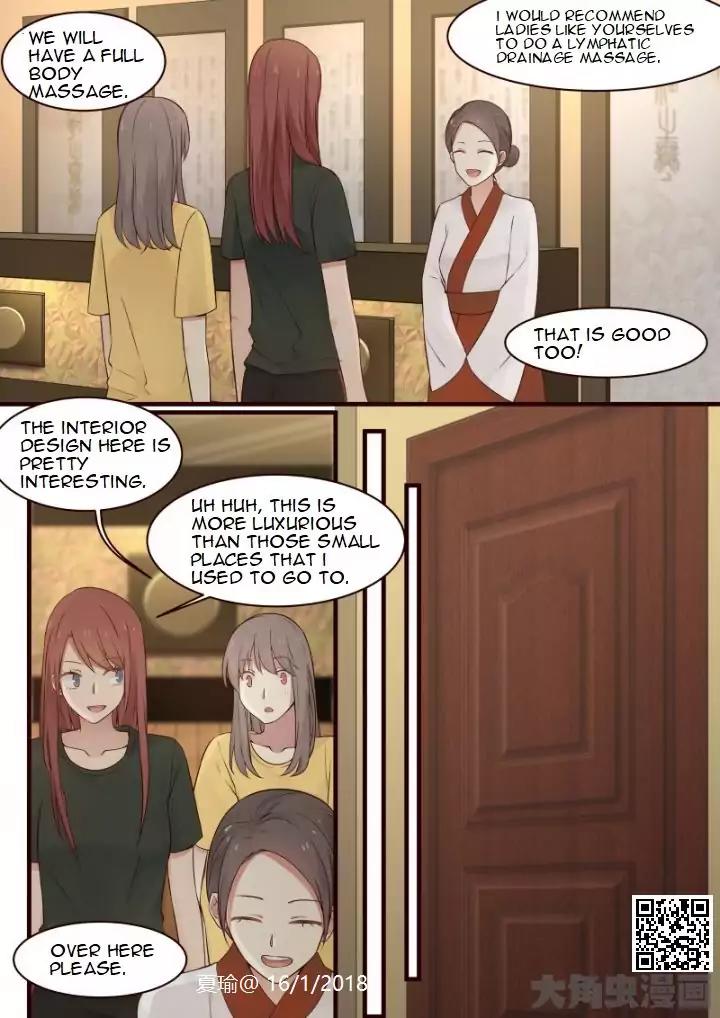 WE WILL
HAVE A FULL
BODY
MASSAGE.
I WOULD RECOMMEND
LADIES LIKE YOURSELVES
TO DO A LYMPHATIC
DRAINAGE MASSAGE.
THAT IS GOOD
TOO!
THE INTERIOR
DESIGN HERE IS
PRETTY
INTERESTING.
UH HUH, THIS IS
MORE LUXURIOUS
THAN THOSE SMALL
PLACES THAT I
USED TO GO TO.
OVER HERE
PLEASE.
夏瑜@ 16/1/2018
大角虫漫画